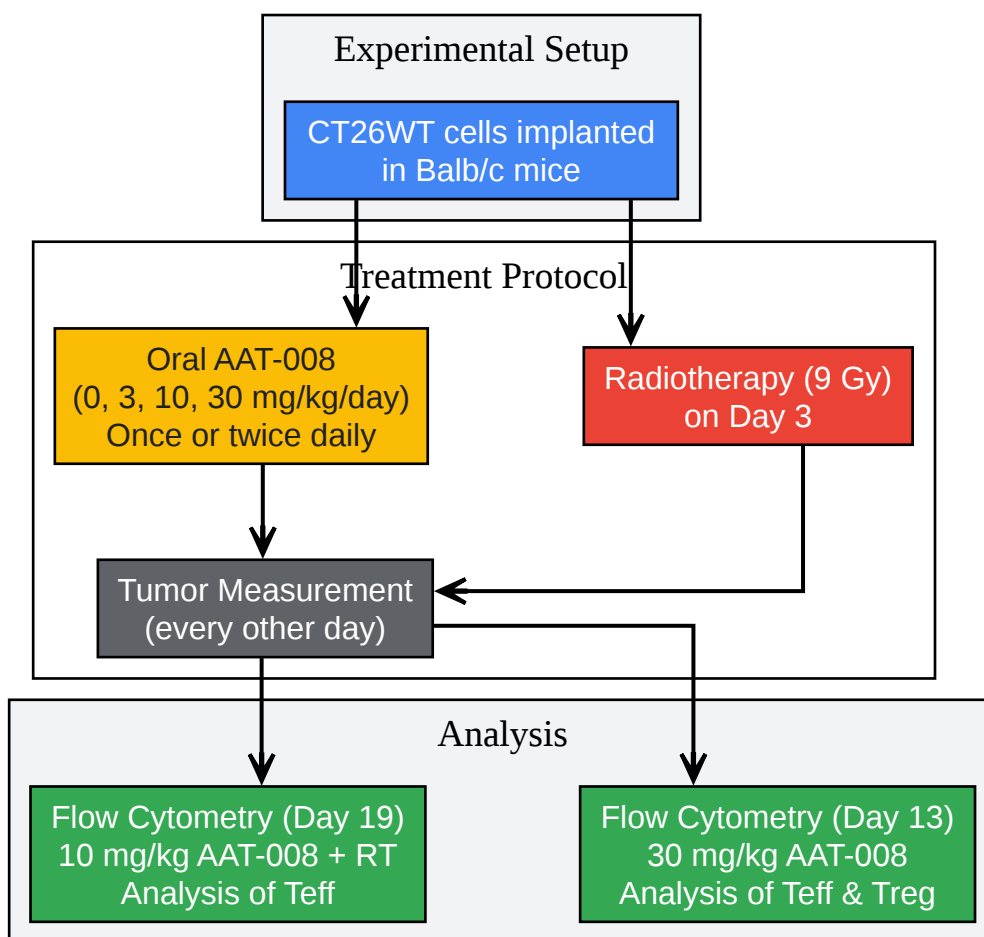 Experimental Setup
CT26WT cells implanted
in Balb/c mice
Treatment Protocol
Oral AAT-008
(0, 3, 10, 30 mg/kg/day)
Once or twice daily
Radiotherapy (9 Gy)
on Day 3
Tumor Measurement
(every other day)
Analysis
Flow Cytometry (Day 19)
10 mg/kg AAT-008 + RT
Analysis of Teff
Flow Cytometry (Day 13)
30 mg/kg AAT-008
Analysis of Teff & Treg